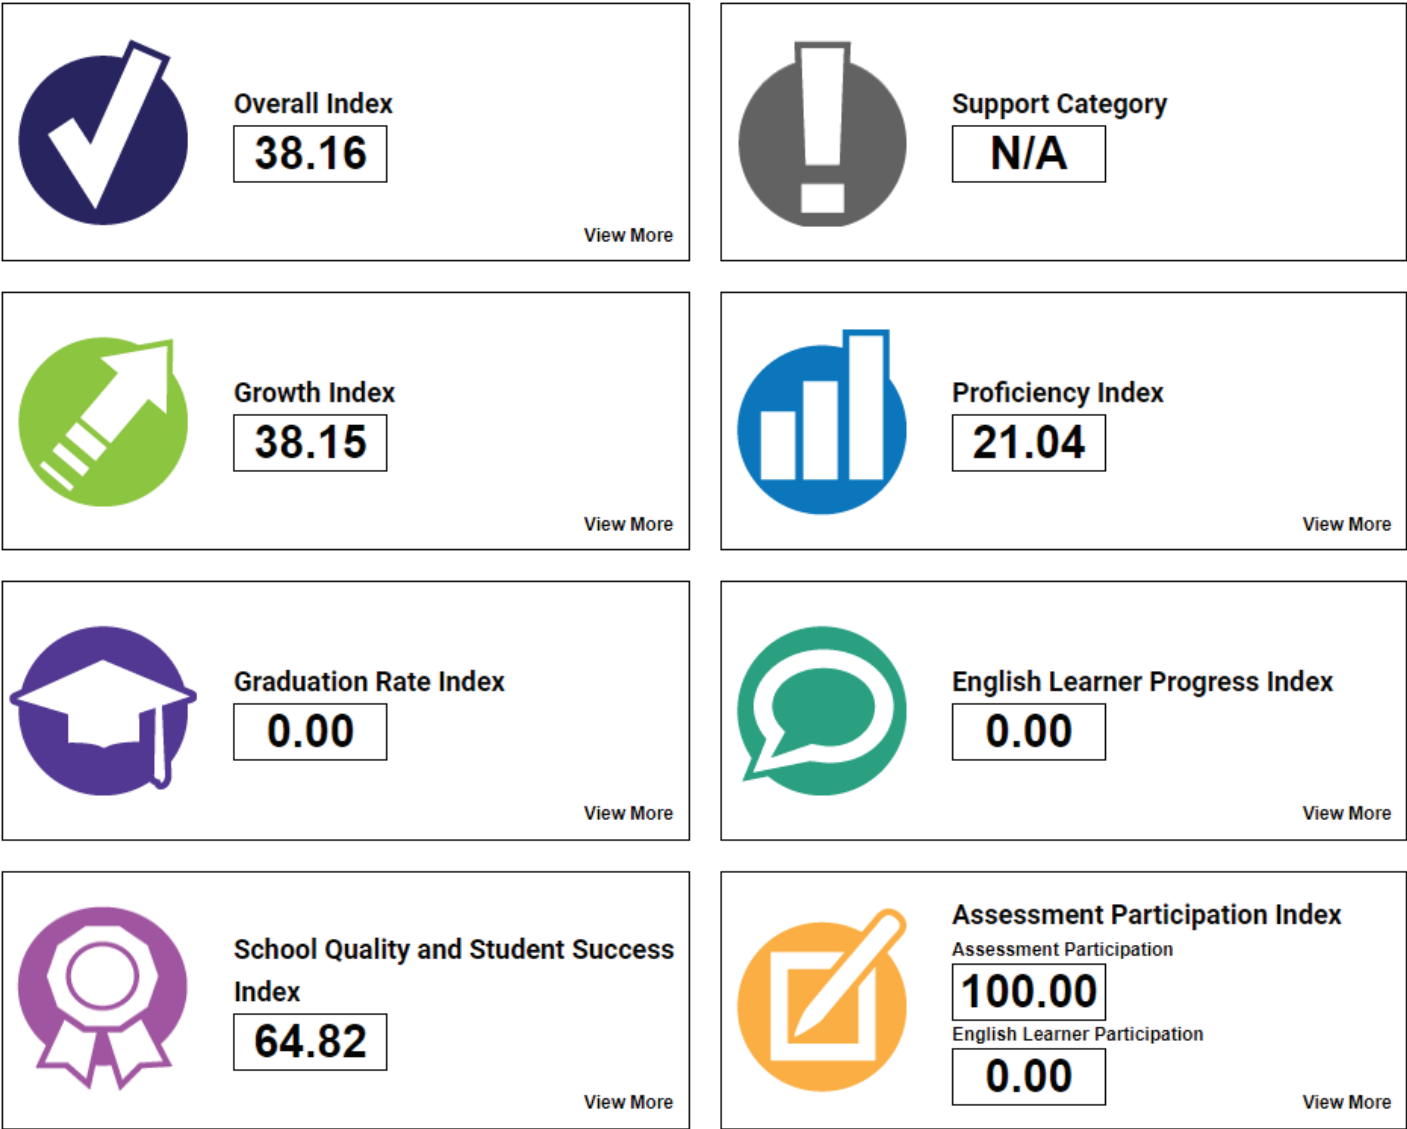 Overall Index
38.16
View More
Support Category
N/A
Growth Index
38.15
View More
Proficiency Index
21.04
View More
Graduation Rate Index
0.00
View More
English Learner Progress Index
0.00
View More
School Quality and Student Success
Index
64.82
View More
Assessment Participation Index
Assessment Participation
100.00
English Learner Participation
0.00
View More